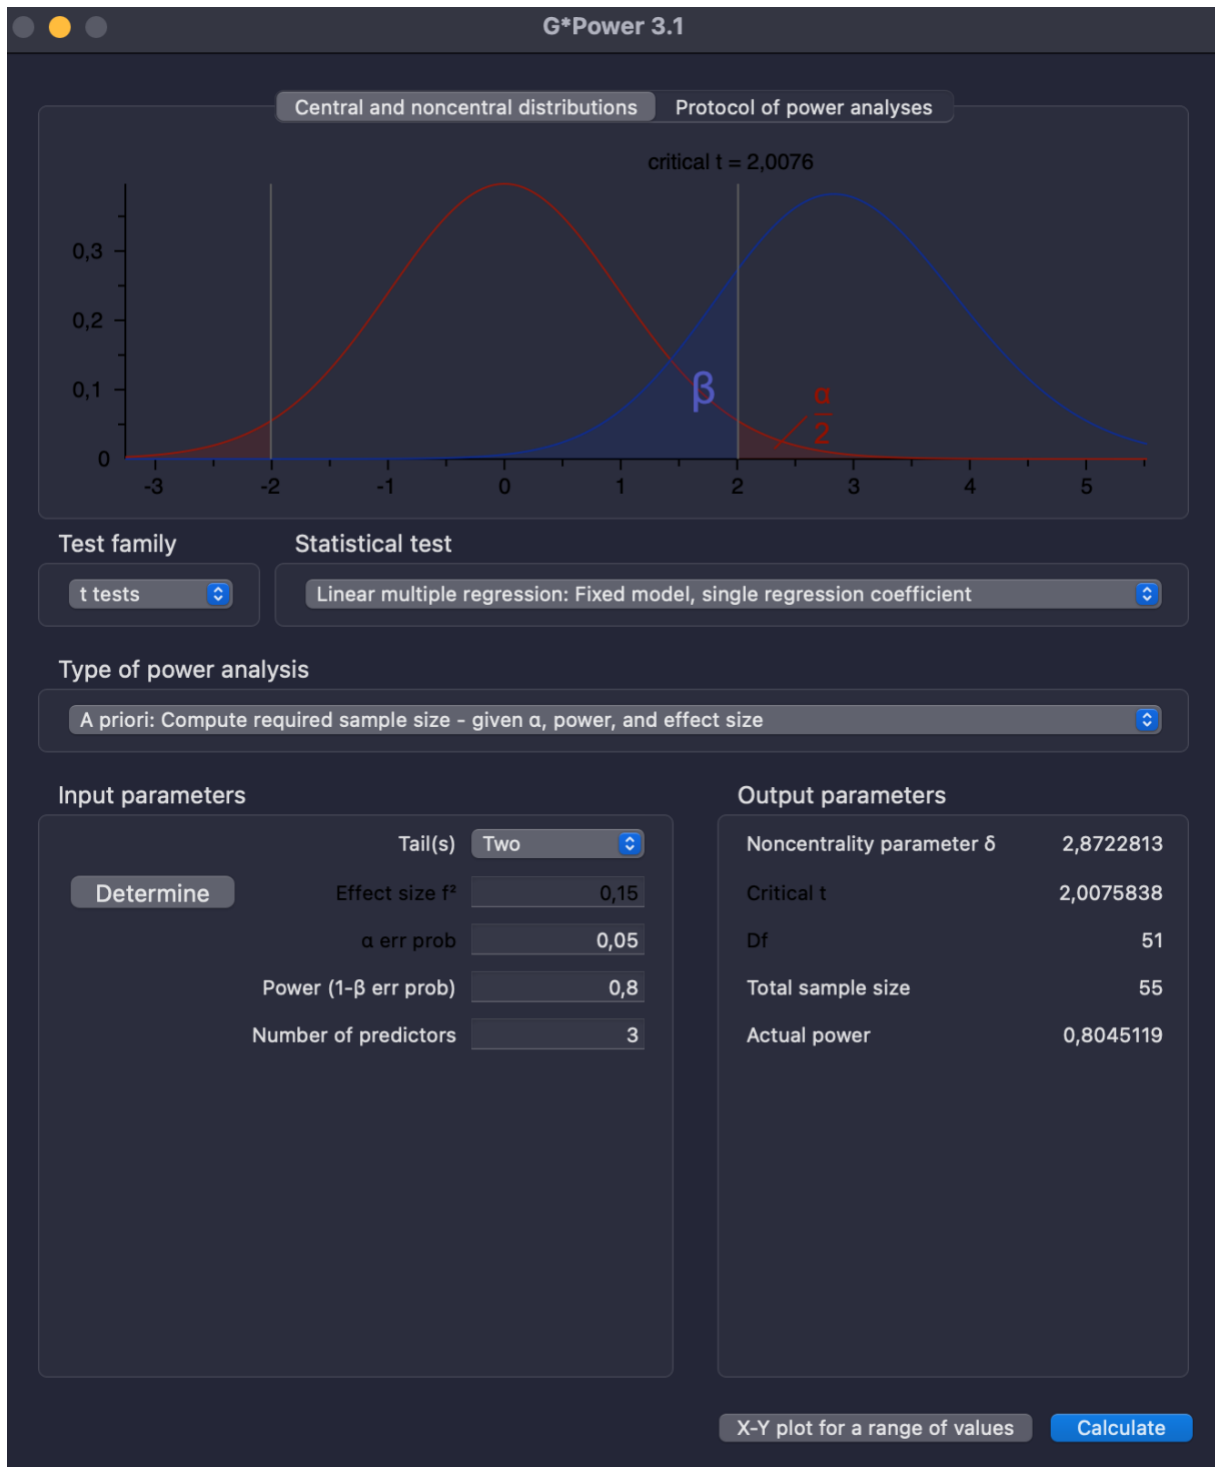 G*Power 3.1
Central and noncentral distributions Protocol of power analyses
critical t = 2,0076
0,3
0,2
0,1
0
β
α
2
-3 -2 -1 0 1 2 3 4 5
Test family Statistical test
t tests Linear multiple regression: Fixed model, single regression coefficient
Type of power analysis
A priori: Compute required sample size - given α, power, and effect size
Input parameters Output parameters
Tail(s) Two Noncentrality parameter δ 2,8722813
Determine Effect size f² 0,15 Critical t 2,0075838
α err prob 0,05 Df 51
Power (1-β err prob) 0,8 Total sample size 55
Number of predictors 3 Actual power 0,8045119
X-Y plot for a range of values Calculate